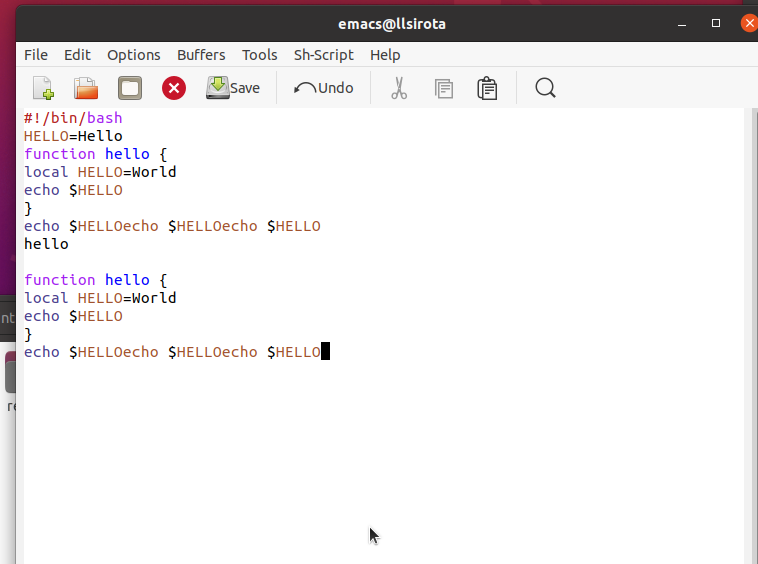 emacs@llsirota
File Edit Options Buffers Tools Sh-Script Help
Save Undo
#!/bin/bash
HELLO=Hello
function hello {
local HELLO=World
echo $HELLO
}
echo $HELLOecho $HELLOecho $HELLO
hello
function hello {
local HELLO=World
echo $HELLO
}
echo $HELLOecho $HELLOecho $HELLO